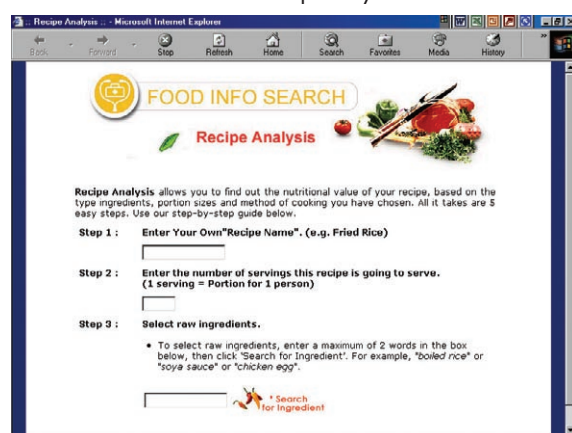 :: Recipe Analysis :: - Microsoft Internet Explorer
Back Forward Stop Refresh Home Search Favorites Media History »
FOOD INFO SEARCH
Recipe Analysis
Recipe Analysis allows you to find out the nutritional value of your recipe, based on the
type ingredients, portion sizes and method of cooking you have chosen. All it takes are 5
easy steps. Use our step-by-step guide below.
Step 1 : Enter Your Own"Recipe Name". (e.g. Fried Rice)
Step 2 : Enter the number of servings this recipe is going to serve.
(1 serving = Portion for 1 person)
Step 3 : Select raw ingredients.
• To select raw ingredients, enter a maximum of 2 words in the box
below, then click 'Search for Ingredient'. For example, "boiled rice" or
"soya sauce" or "chicken egg".
* Search
for Ingredient